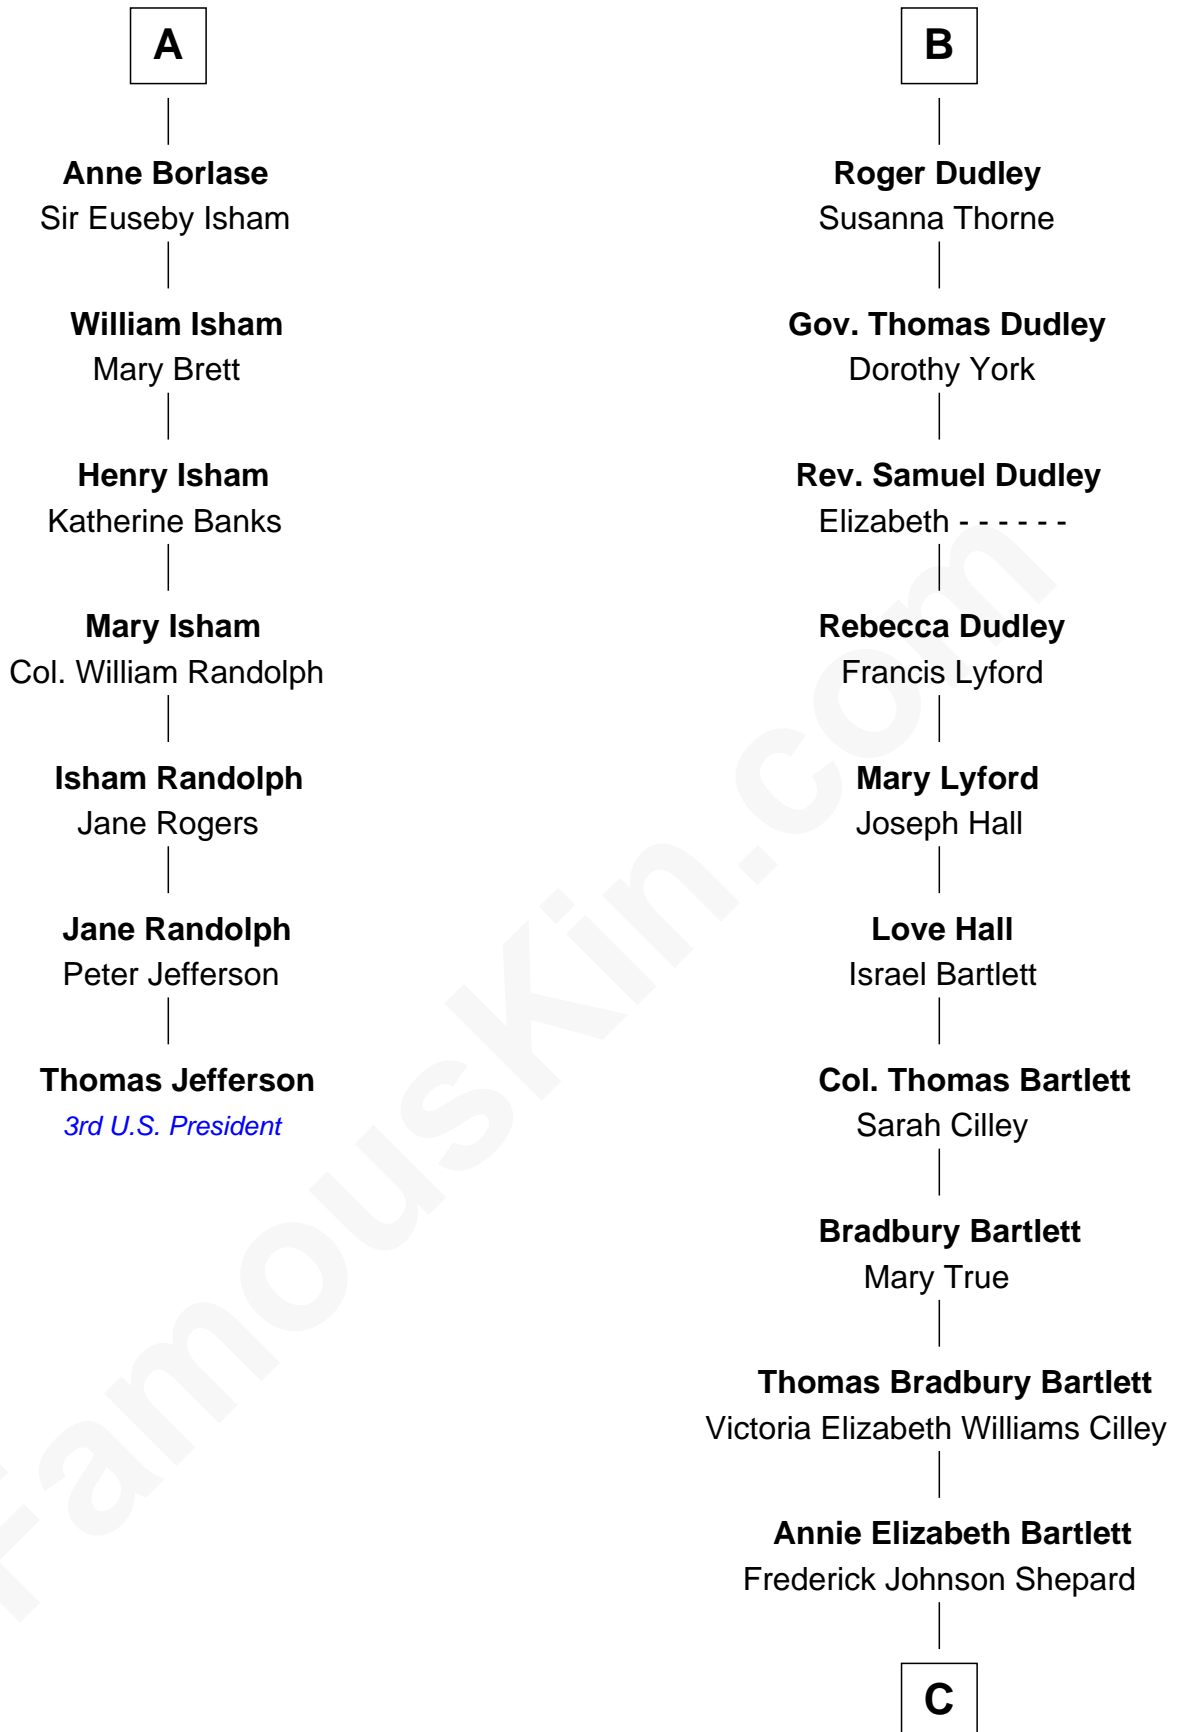 A
Anne Borlase
Sir Euseby Isham
William Isham
Mary Brett
Henry Isham
Katherine Banks
Mary Isham
Col. William Randolph
Isham Randolph
Jane Rogers
Jane Randolph
Peter Jefferson
Thomas Jefferson
3rd U.S. President
B
Roger Dudley
Susanna Thorne
Gov. Thomas Dudley
Dorothy York
Rev. Samuel Dudley
Elizabeth - - - - - -
Rebecca Dudley
Francis Lyford
Mary Lyford
Joseph Hall
Love Hall
Israel Bartlett
Col. Thomas Bartlett
Sarah Cilley
Bradbury Bartlett
Mary True
Thomas Bradbury Bartlett
Victoria Elizabeth Williams Cilley
Annie Elizabeth Bartlett
Frederick Johnson Shepard
C
FamousKin.com